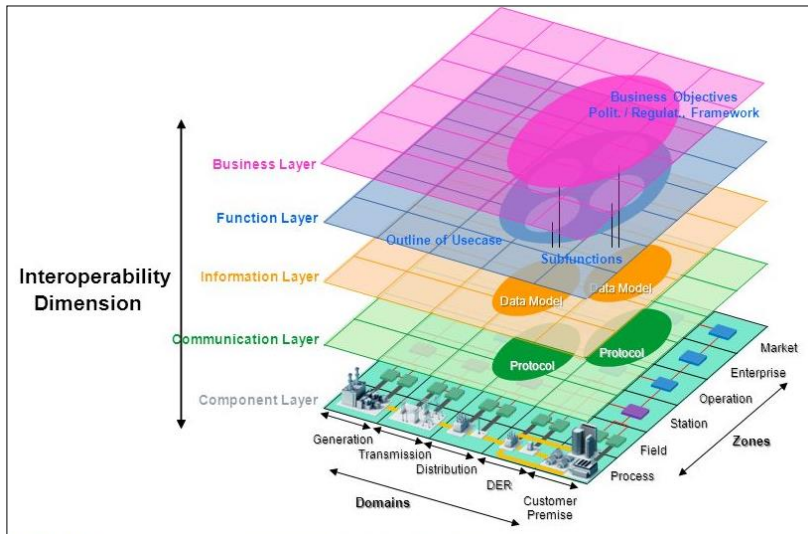 Business Objectives
Polit. / Regulat., Framework
Business Layer
Function Layer
Outline of Usecase
Subfunctions
Interoperability
Dimension
Information Layer
Data Model
Data Model
Communication Layer
Protocol
Protocol
Component Layer
Market
Enterprise
Operation
Station
Field
Process
Zones
Generation
Transmission
Distribution
DER
Customer
Premise
Domains